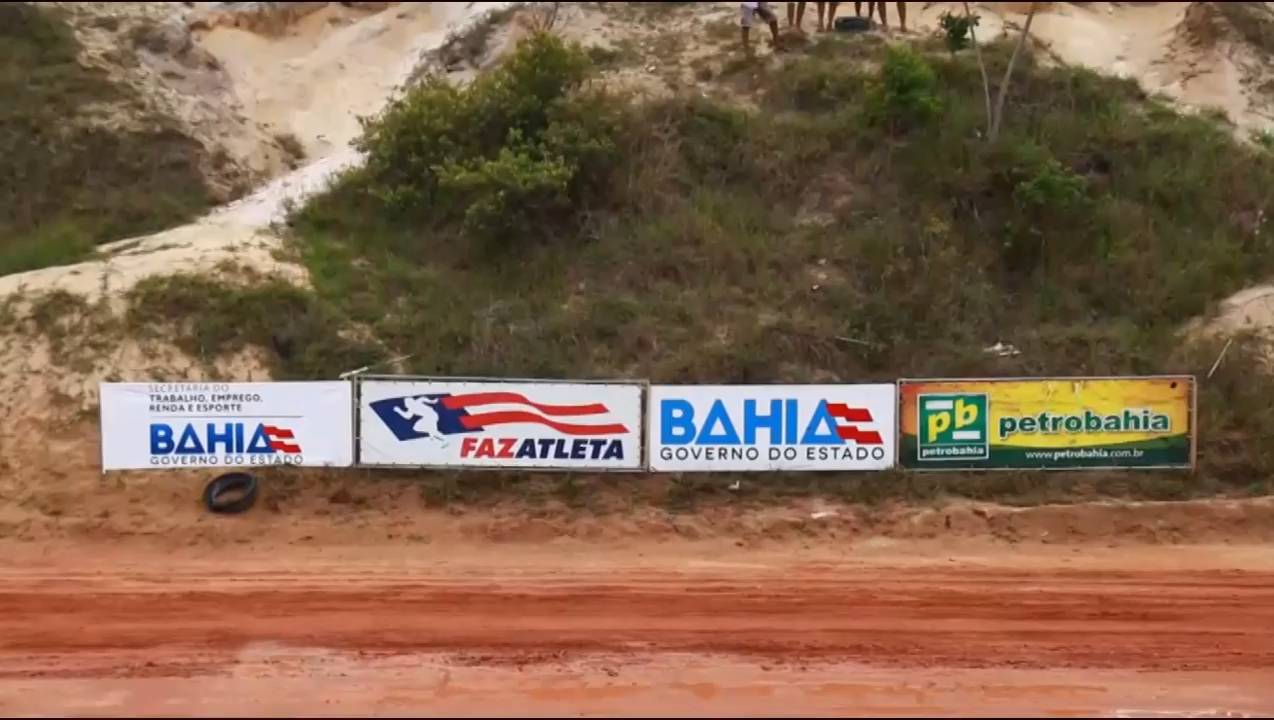 SECRETARIA DO
TRABALHO, EMPREGO,
RENDA E ESPORTE
BAHIA
GOVERNO DO ESTADO
FAZATLETA
BAHIA
GOVERNO DO ESTADO
pb
petrobahia
petrobahia
www.petrobahia.com.br